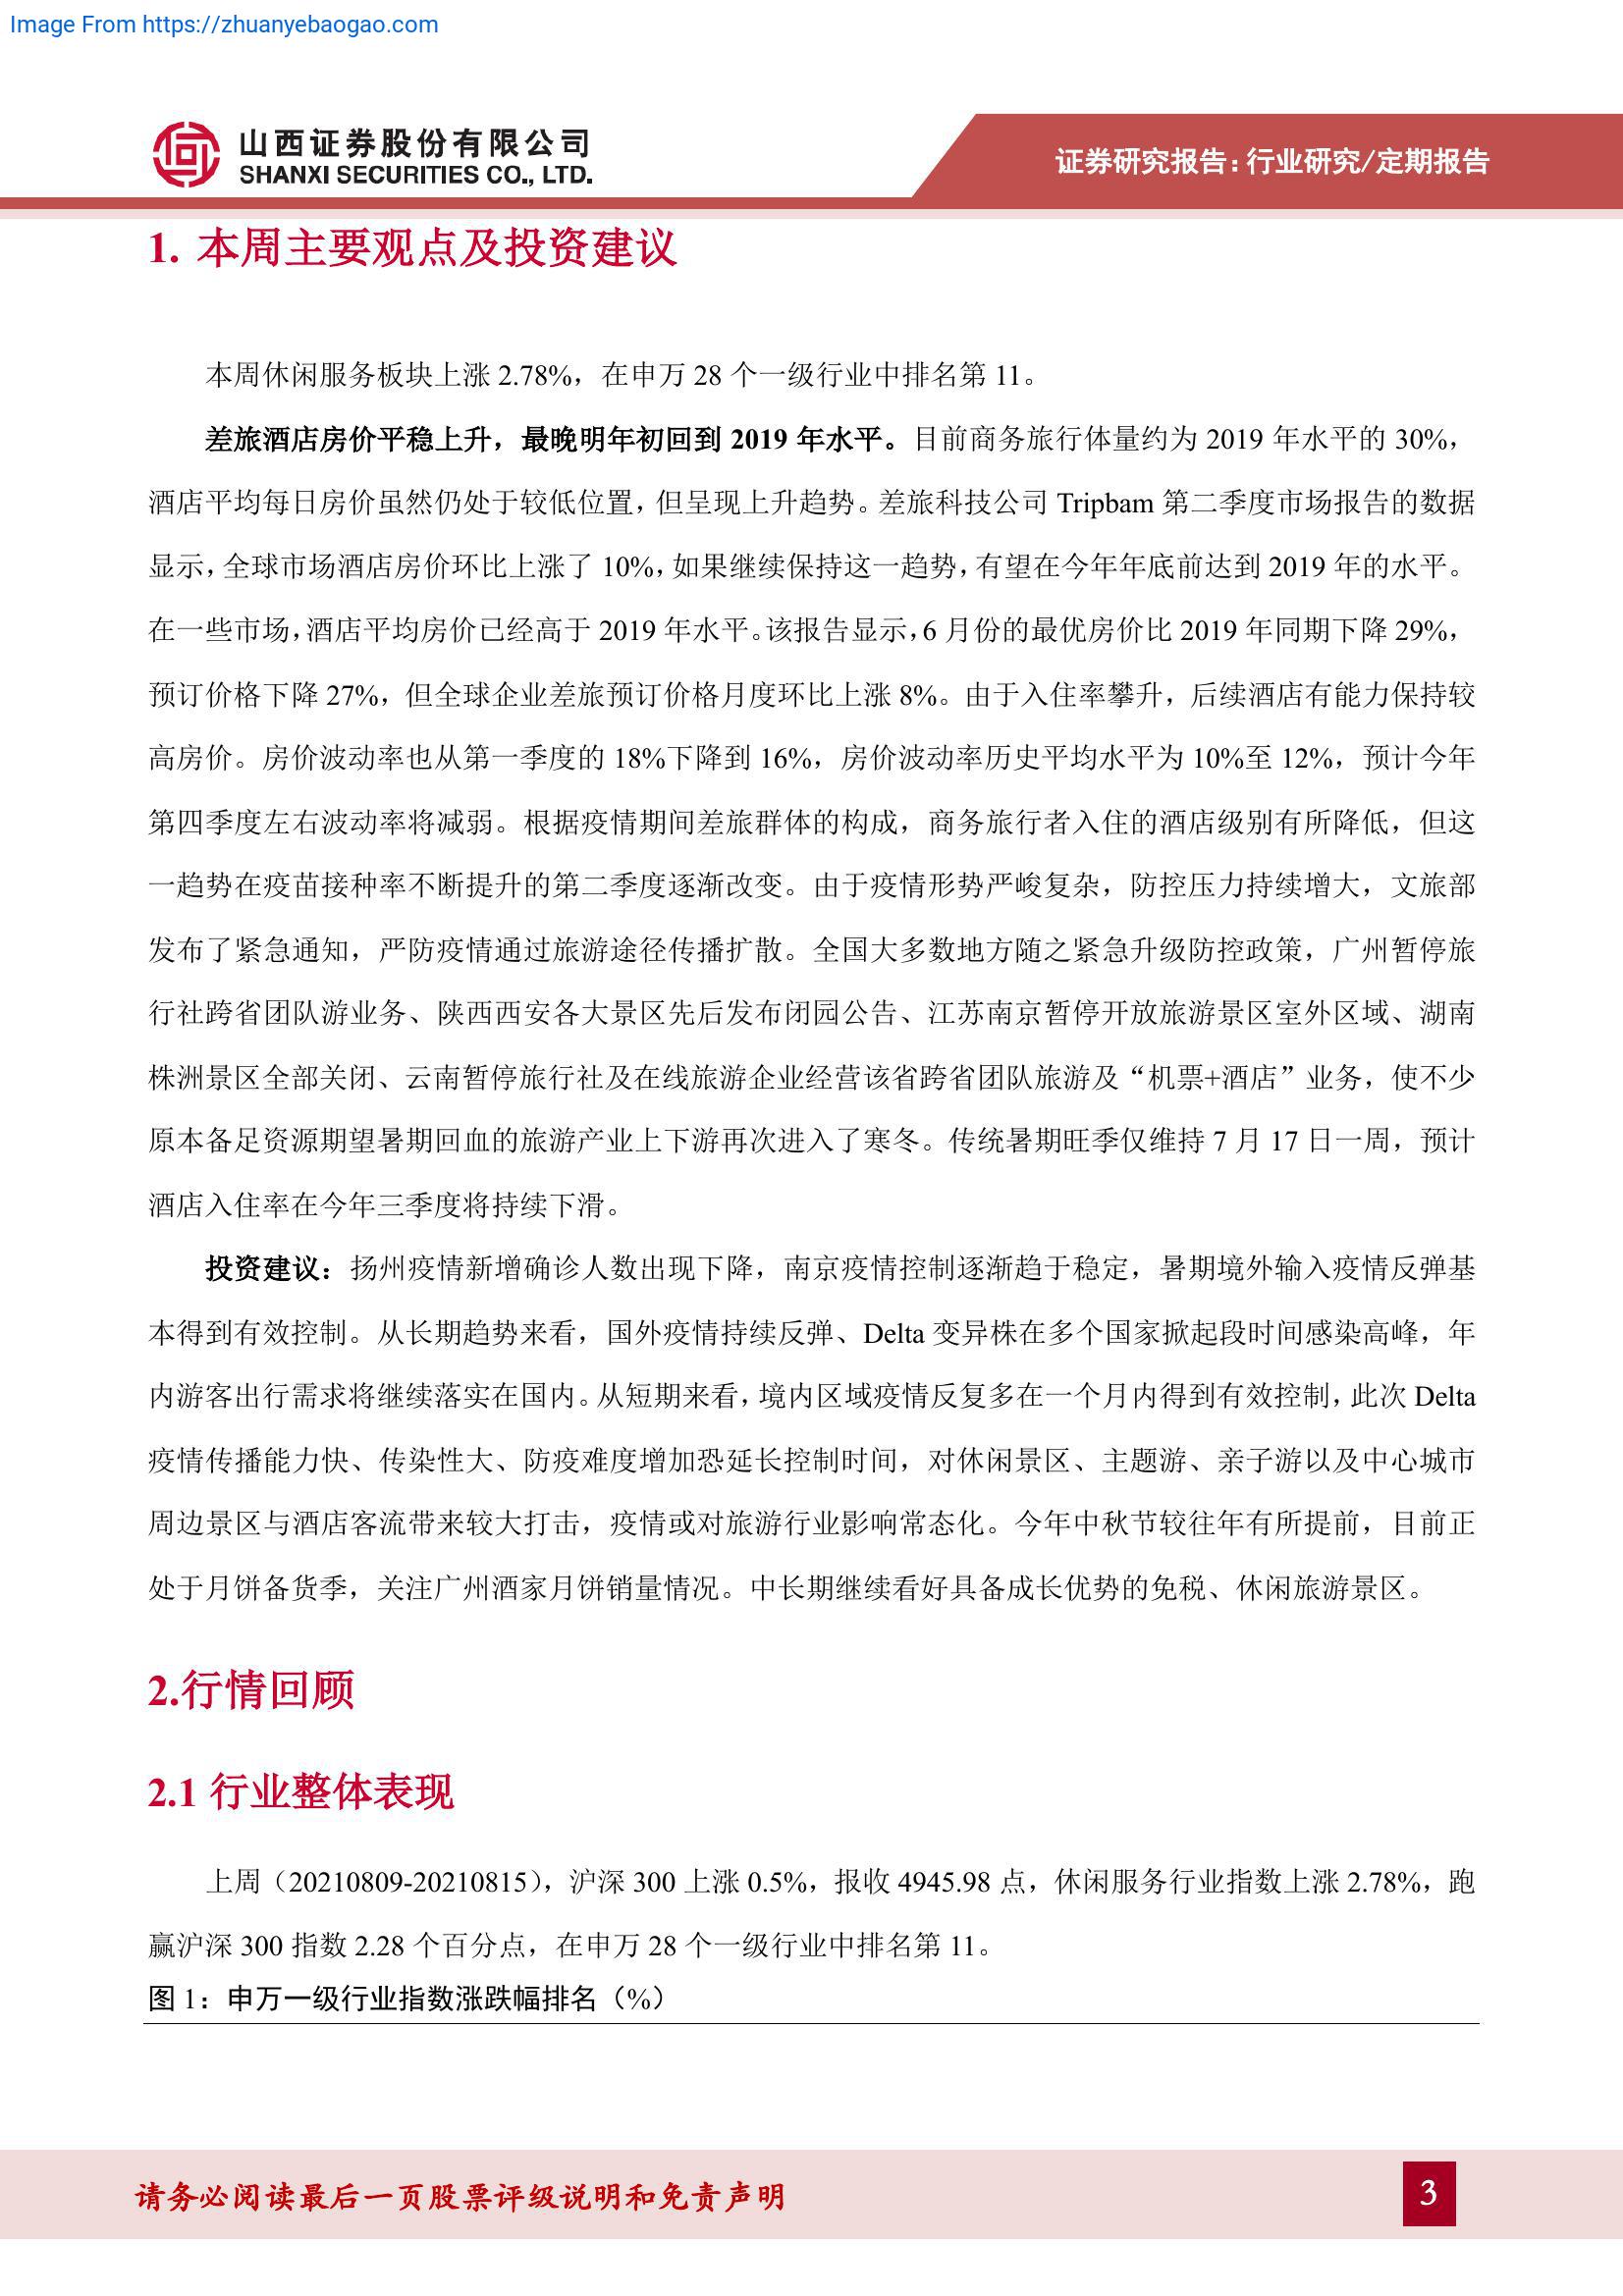 Image From https://zhuanyebaogao.com
山西证券股份有限公司
SHANXI SECURITIES CO., LTD.
证券研究报告：行业研究/定期报告
1. 本周主要观点及投资建议
本周休闲服务板块上涨 2.78%，在申万 28 个一级行业中排名第 11。
差旅酒店房价平稳上升，最晚明年初回到 2019 年水平。目前商务旅行体量约为 2019 年水平的 30%，
酒店平均每日房价虽然仍处于较低位置，但呈现上升趋势。差旅科技公司 Tripbam 第二季度市场报告的数据
显示，全球市场酒店房价环比上涨了 10%，如果继续保持这一趋势，有望在今年年底前达到 2019 年的水平。
在一些市场，酒店平均房价已经高于 2019 年水平。该报告显示，6 月份的最优房价比 2019 年同期下降 29%，
预订价格下降 27%，但全球企业差旅预订价格月度环比上涨 8%。由于入住率攀升，后续酒店有能力保持较
高房价。房价波动率也从第一季度的 18%下降到 16%，房价波动率历史平均水平为 10%至 12%，预计今年
第四季度左右波动率将减弱。根据疫情期间差旅群体的构成，商务旅行者入住的酒店级别有所降低，但这
一趋势在疫苗接种率不断提升的第二季度逐渐改变。由于疫情形势严峻复杂，防控压力持续增大，文旅部
发布了紧急通知，严防疫情通过旅游途径传播扩散。全国大多数地方随之紧急升级防控政策，广州暂停旅
行社跨省团队游业务、陕西西安各大景区先后发布闭园公告、江苏南京暂停开放旅游景区室外区域、湖南
株洲景区全部关闭、云南暂停旅行社及在线旅游企业经营该省跨省团队旅游及“机票+酒店”业务，使不少
原本备足资源期望暑期回血的旅游产业上下游再次进入了寒冬。传统暑期旺季仅维持 7 月 17 日一周，预计
酒店入住率在今年三季度将持续下滑。
投资建议：扬州疫情新增确诊人数出现下降，南京疫情控制逐渐趋于稳定，暑期境外输入疫情反弹基
本得到有效控制。从长期趋势来看，国外疫情持续反弹、Delta 变异株在多个国家掀起段时间感染高峰，年
内游客出行需求将继续落实在国内。从短期来看，境内区域疫情反复多在一个月内得到有效控制，此次 Delta
疫情传播能力快、传染性大、防疫难度增加恐延长控制时间，对休闲景区、主题游、亲子游以及中心城市
周边景区与酒店客流带来较大打击，疫情或对旅游行业影响常态化。今年中秋节较往年有所提前，目前正
处于月饼备货季，关注广州酒家月饼销量情况。中长期继续看好具备成长优势的免税、休闲旅游景区。
2.行情回顾
2.1 行业整体表现
上周（20210809-20210815），沪深 300 上涨 0.5%，报收 4945.98 点，休闲服务行业指数上涨 2.78%，跑
赢沪深 300 指数 2.28 个百分点，在申万 28 个一级行业中排名第 11。
图 1：申万一级行业指数涨跌幅排名（%）
请务必阅读最后一页股票评级说明和免责声明
3